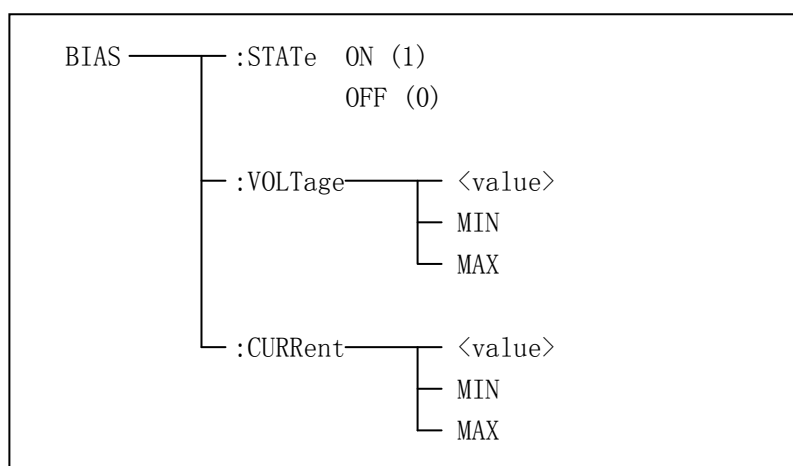 BIAS :STATe ON (1)
OFF (0)
:VOLTage <value>
MIN
MAX
:CURRent <value>
MIN
MAX